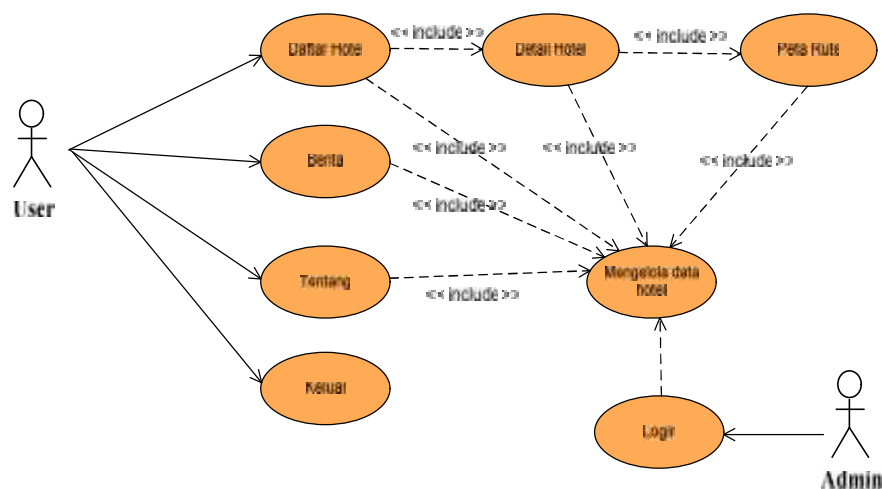 Daftar Hotel
<< include >>
Detail Hotel
<< include >>
Peta Rute
User
Berita
<< include >>
<< include >>
<< include >>
<< include >>
Tentang
<< include >>
Mengelola data
hotel
Keluar
Login
Admin